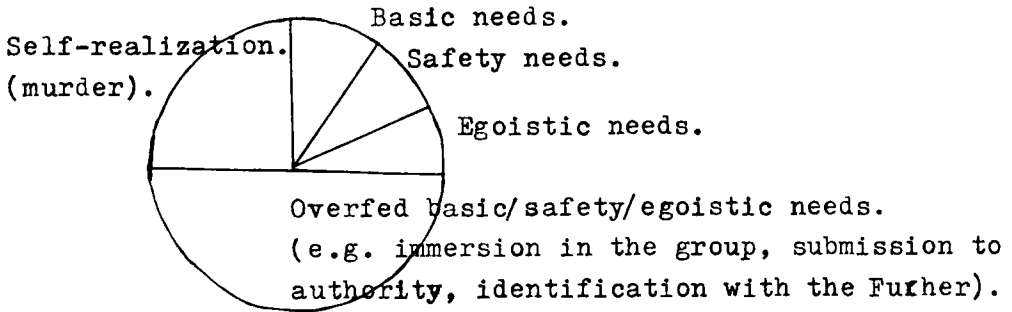 Basic needs.
Self-realization.
(murder).
Safety needs.
Egoistic needs.
Overfed basic/safety/egoistic needs.
(e.g. immersion in the group, submission to
authority, identification with the Furher).